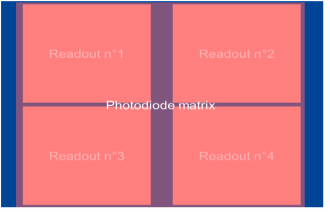 Readout n°1
Readout n°2
Photodiode matrix
Readout n°3
Readout n°4